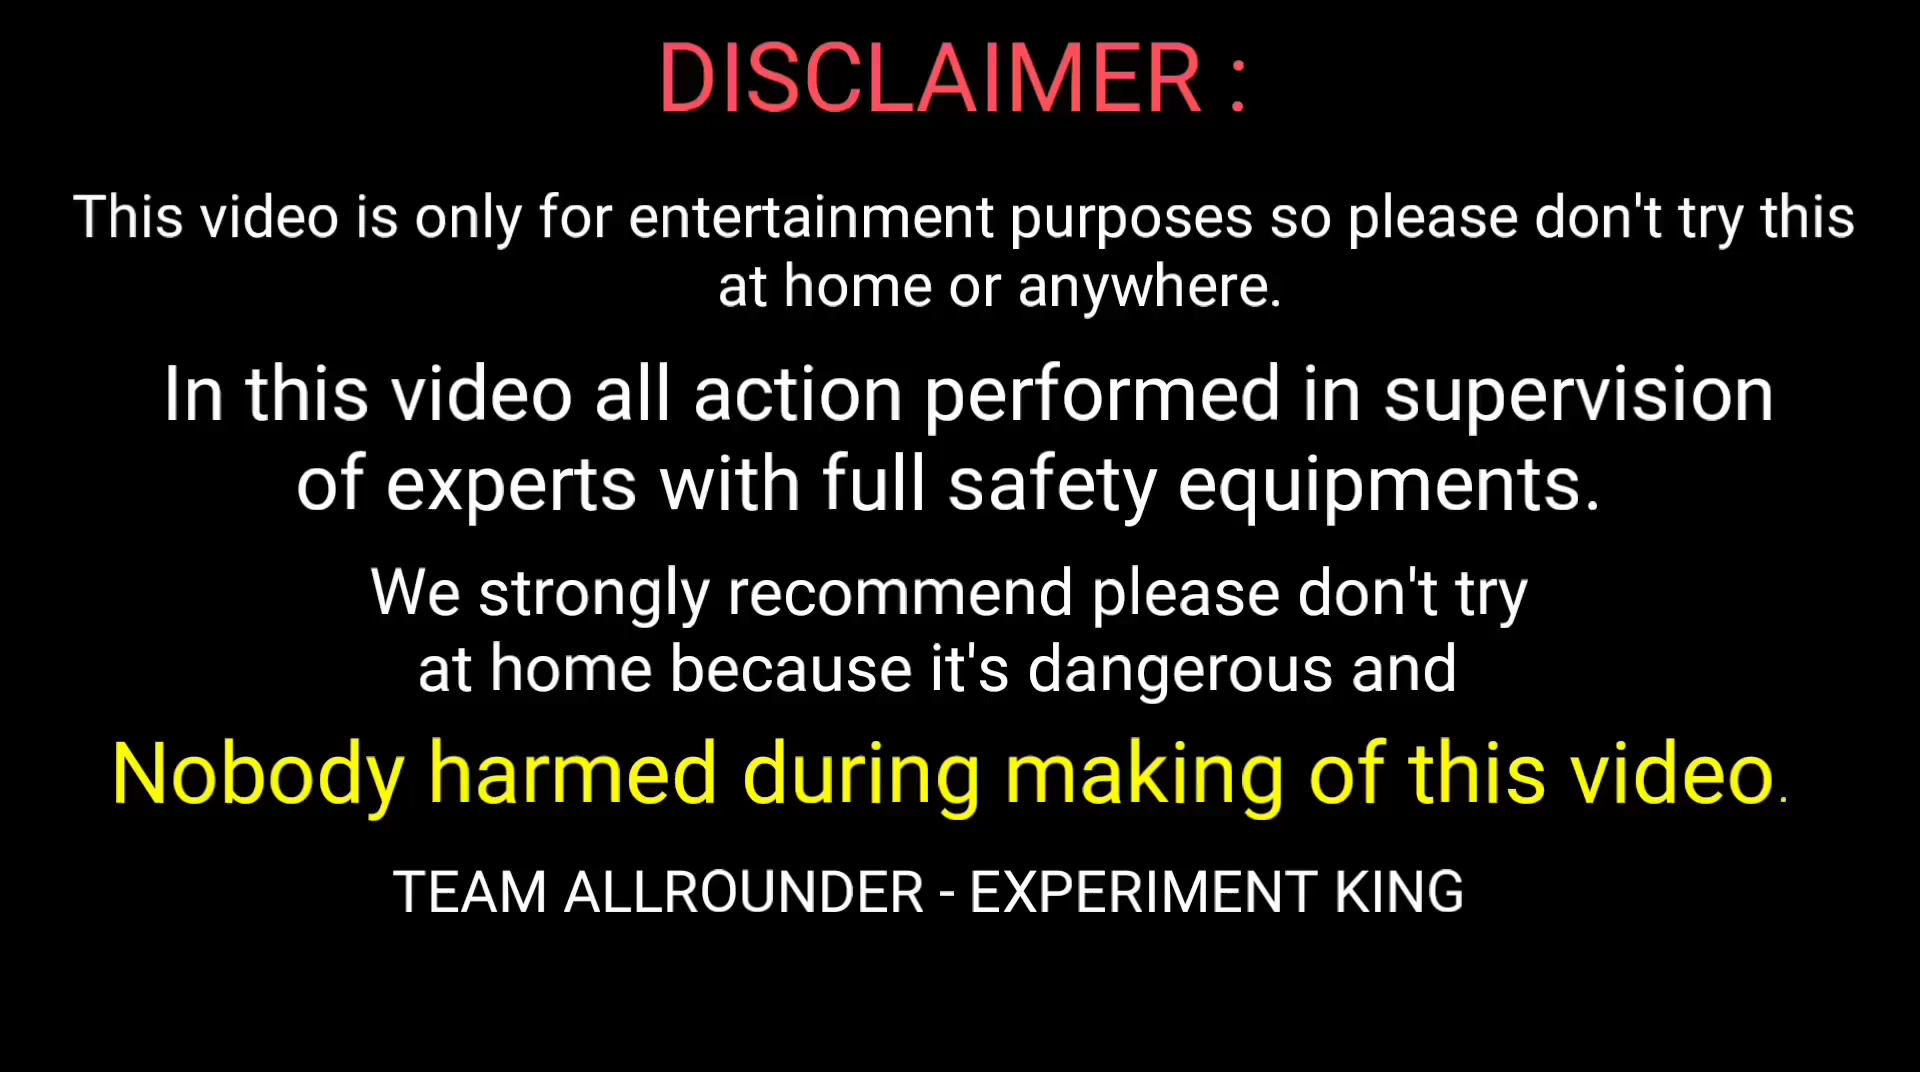 DISCLAIMER :
This video is only for entertainment purposes so please don't try this
at home or anywhere.
In this video all action performed in supervision
of experts with full safety equipments.
We strongly recommend please don't try
at home because it's dangerous and
Nobody harmed during making of this video.
TEAM ALLROUNDER - EXPERIMENT KING